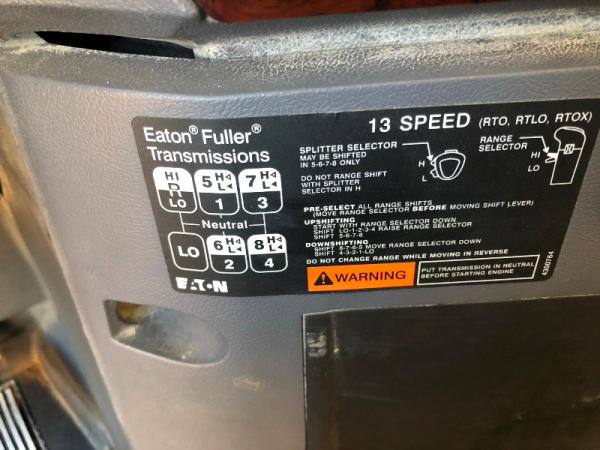 Eaton® Fuller®
Transmissions
13 SPEED (RTO, RTLO, RTOX)
HI
R
LO
5 H
L
1
7 H
L
3
Neutral
LO
6 H
L
2
8 H
L
4
EATON
SPLITTER SELECTOR
MAY BE SHIFTED
IN 5-6-7-8 ONLY
DO NOT RANGE SHIFT
WITH SPLITTER
SELECTOR IN H
H
L
RANGE
SELECTOR
HI
LO
PRE-SELECT ALL RANGE SHIFTS
(MOVE RANGE SELECTOR BEFORE MOVING SHIFT LEVER)
UPSHIFTING
START WITH RANGE SELECTOR DOWN
SHIFT LO-1-2-3-4 RAISE RANGE SELECTOR
SHIFT 5-6-7-8
DOWNSHIFTING
SHIFT 8-7-6-5 MOVE RANGE SELECTOR DOWN
SHIFT 4-3-2-1-LO
DO NOT CHANGE RANGE WHILE MOVING IN REVERSE
WARNING
PUT TRANSMISSION IN NEUTRAL
BEFORE STARTING ENGINE
4300764